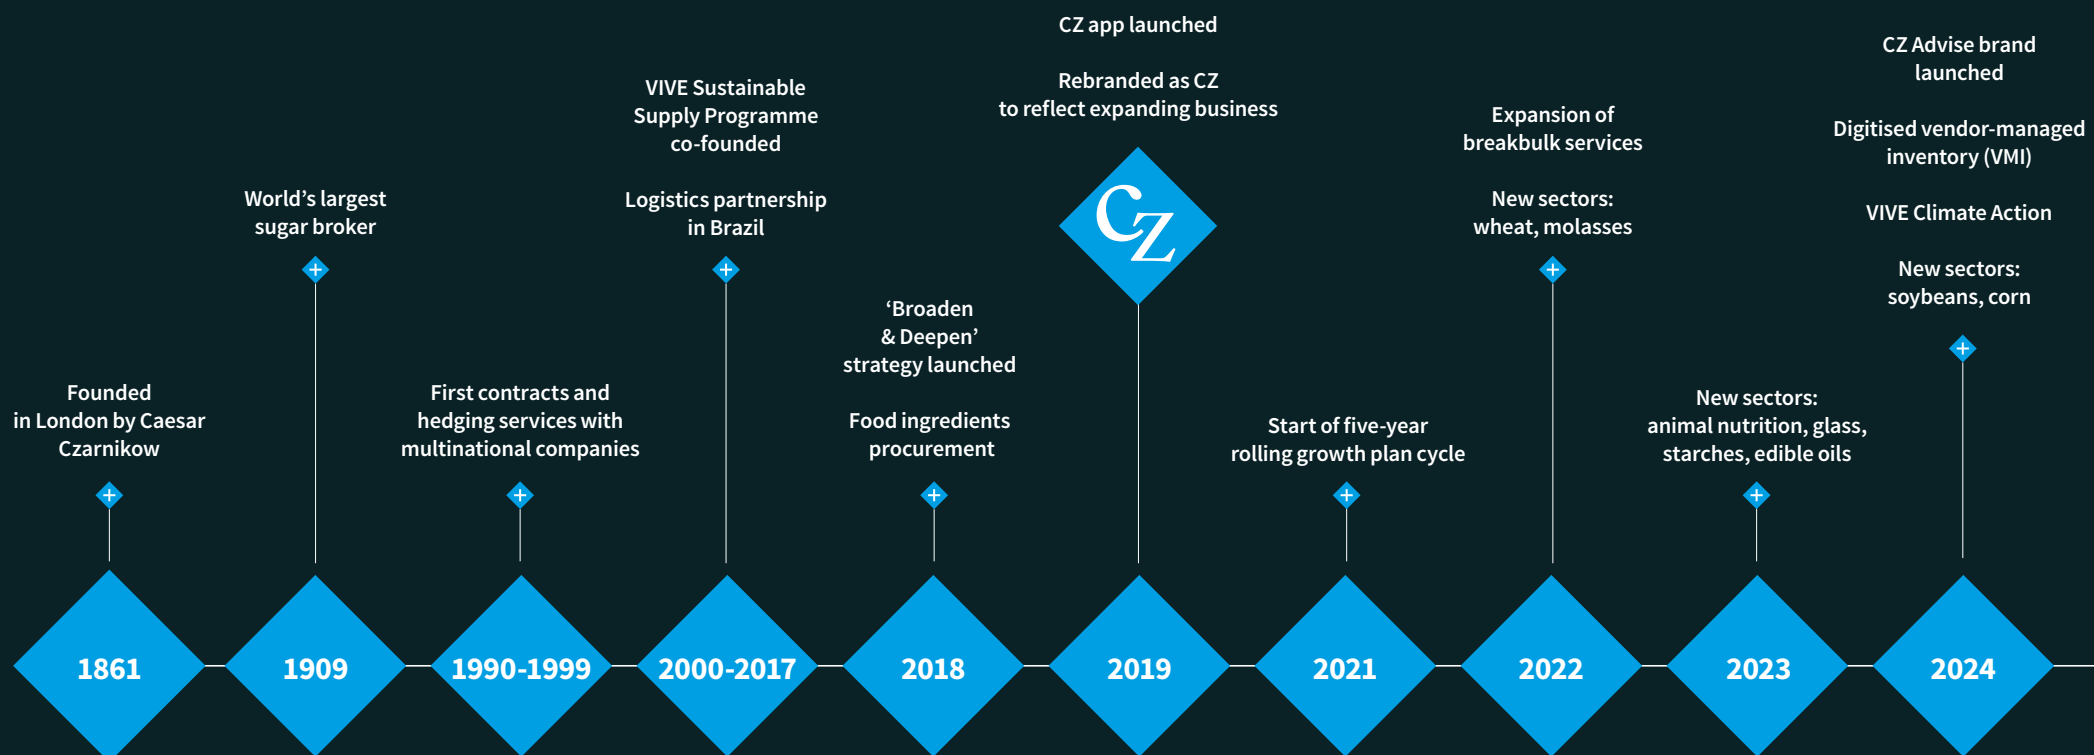 Founded
in London by Caesar
Czarnikow
1861
World’s largest
sugar broker
1909
First contracts and
hedging services with
multinational companies
1990-1999
VIVE Sustainable
Supply Programme
co-founded
Logistics partnership
in Brazil
2000-2017
‘Broaden
& Deepen’
strategy launched
Food ingredients
procurement
2018
CZ app launched
Rebranded as CZ
to reflect expanding business
CZ
2019
Start of five-year
rolling growth plan cycle
2021
Expansion of
breakbulk services
New sectors:
wheat, molasses
2022
New sectors:
animal nutrition, glass,
starches, edible oils
2023
CZ Advise brand
launched
Digitised vendor-managed
inventory (VMI)
VIVE Climate Action
New sectors:
soybeans, corn
2024